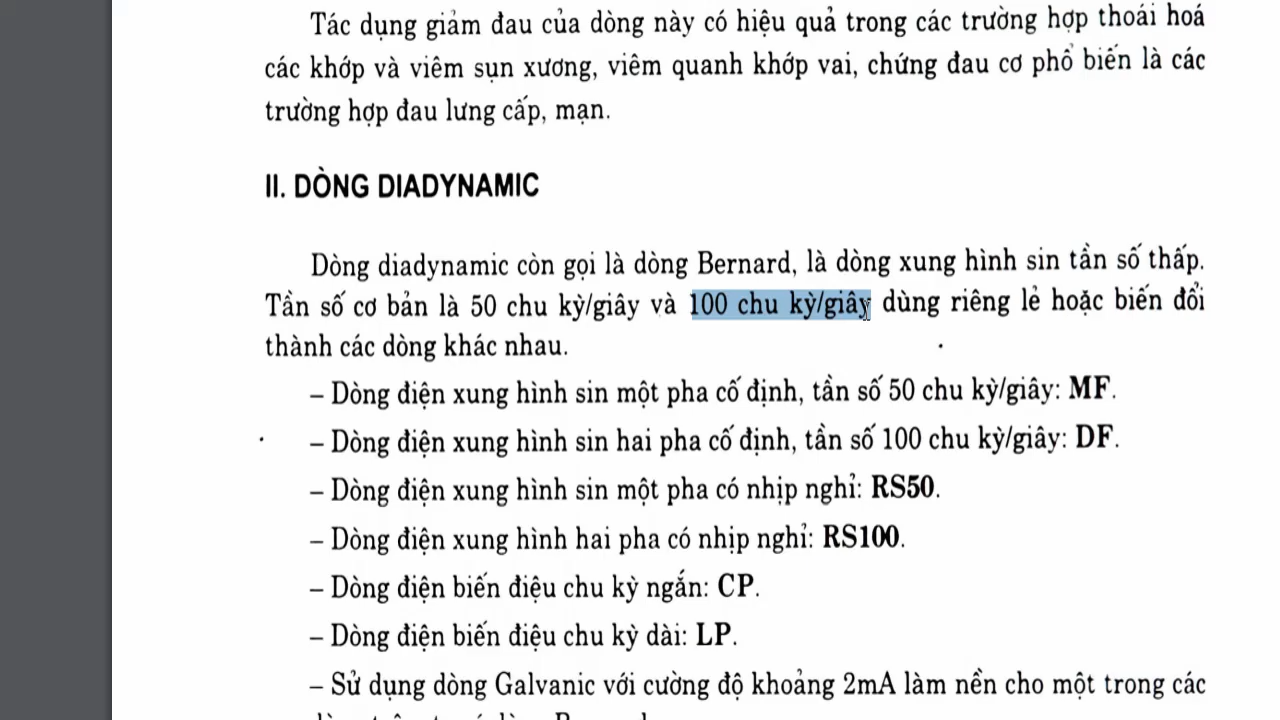 Tác dụng giảm đau của dòng này có hiệu quả trong các trường hợp thoái hoá
các khớp và viêm sụn xương, viêm quanh khớp vai, chứng đau cơ phổ biến là các
trường hợp đau lưng cấp, mạn.
II. DÒNG DIADYNAMIC
Dòng diadynamic còn gọi là dòng Bernard, là dòng xung hình sin tần số thấp.
Tần số cơ bản là 50 chu kỳ/giây và 100 chu kỳ/giây dùng riêng lẻ hoặc biến đổi
thành các dòng khác nhau.
– Dòng điện xung hình sin một pha cố định, tần số 50 chu kỳ/giây: MF.
– Dòng điện xung hình sin hai pha cố định, tần số 100 chu kỳ/giây: DF.
– Dòng điện xung hình sin một pha có nhịp nghỉ: RS50.
– Dòng điện xung hình hai pha có nhịp nghỉ: RS100.
– Dòng điện biến điệu chu kỳ ngắn: CP.
– Dòng điện biến điệu chu kỳ dài: LP.
– Sử dụng dòng Galvanic với cường độ khoảng 2mA làm nền cho một trong các